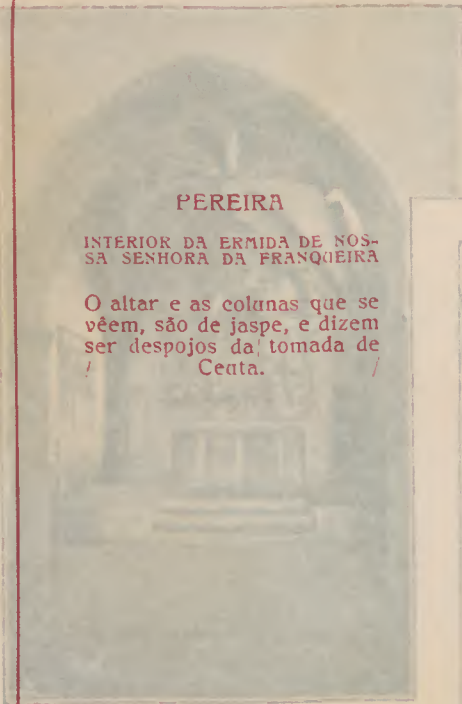 PEREIRA
INTERIOR DA ERMIDA DE NOS-
SA SENHORA DA FRANQUEIRA
O altar e as colunas que se
vêem, são de jaspe, e dizem
ser despojos da tomada de
Ceuta.